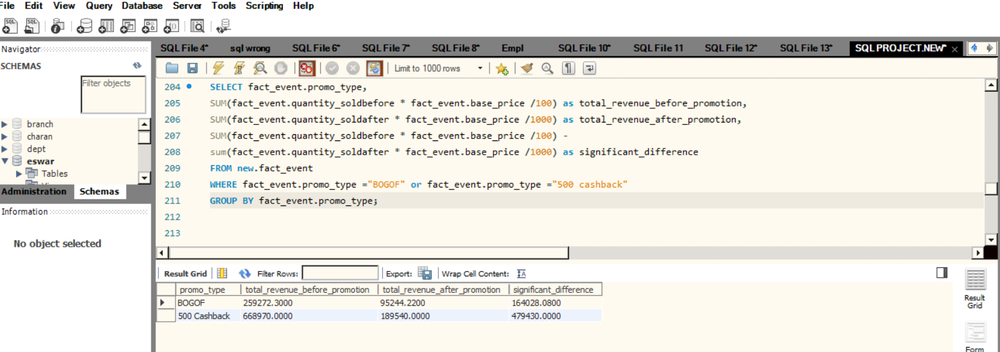 File Edit View Query Database Server Tools Scripting Help
Navigator
SCHEMAS
Filter objects
branch
charan
dept
eswar
Tables
Administration Schemas
Information
No object selected
SQL File 4* sql wrong SQL File 6* SQL File 7* SQL File 8* Empl SQL File 10* SQL File 11 SQL File 12* SQL File 13* SQL PROJECT.NEW*
Limit to 1000 rows
204 SELECT fact_event.promo_type,
205 SUM(fact_event.quantity_soldbefore * fact_event.base_price /100) as total_revenue_before_promotion,
206 SUM(fact_event.quantity_soldafter * fact_event.base_price /1000) as total_revenue_after_promotion,
207 SUM(fact_event.quantity_soldbefore * fact_event.base_price /100) -
208 sum(fact_event.quantity_soldafter * fact_event.base_price /1000) as significant_difference
209 FROM new.fact_event
210 WHERE fact_event.promo_type ="BOGOF" or fact_event.promo_type ="500 cashback"
211 GROUP BY fact_event.promo_type;
212
213
Result Grid Filter Rows: Export: Wrap Cell Content:
promo_type total_revenue_before_promotion total_revenue_after_promotion significant_difference
BOGOF 259272.3000 95244.2200 164028.0800
500 Cashback 668970.0000 189540.0000 479430.0000
Result
Grid
Form